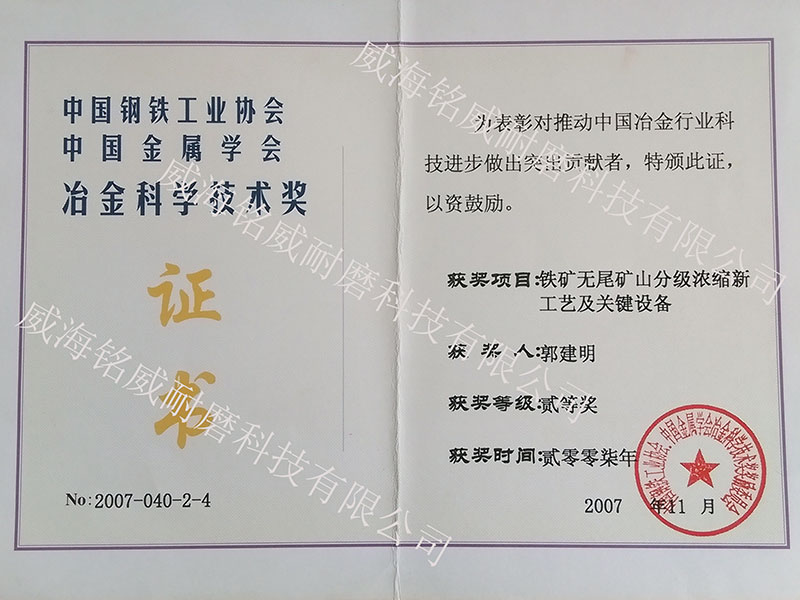 中国钢铁工业协会
中国金属学会
冶金科学技术奖
证
书
No:2007-040-2-4
为表彰对推动中国冶金行业科
技进步做出突出贡献者，特颁此证，
以资鼓励。
获奖项目:铁矿无尾矿山分级浓缩新
工艺及关键设备
获 奖 人:郭建明
获奖等级:贰等奖
获奖时间:贰零零柒年
2007 年11 月
威海铭威耐磨科技有限公司
威海铭威耐磨科技有限公司
威海铭威耐磨科技有限公司